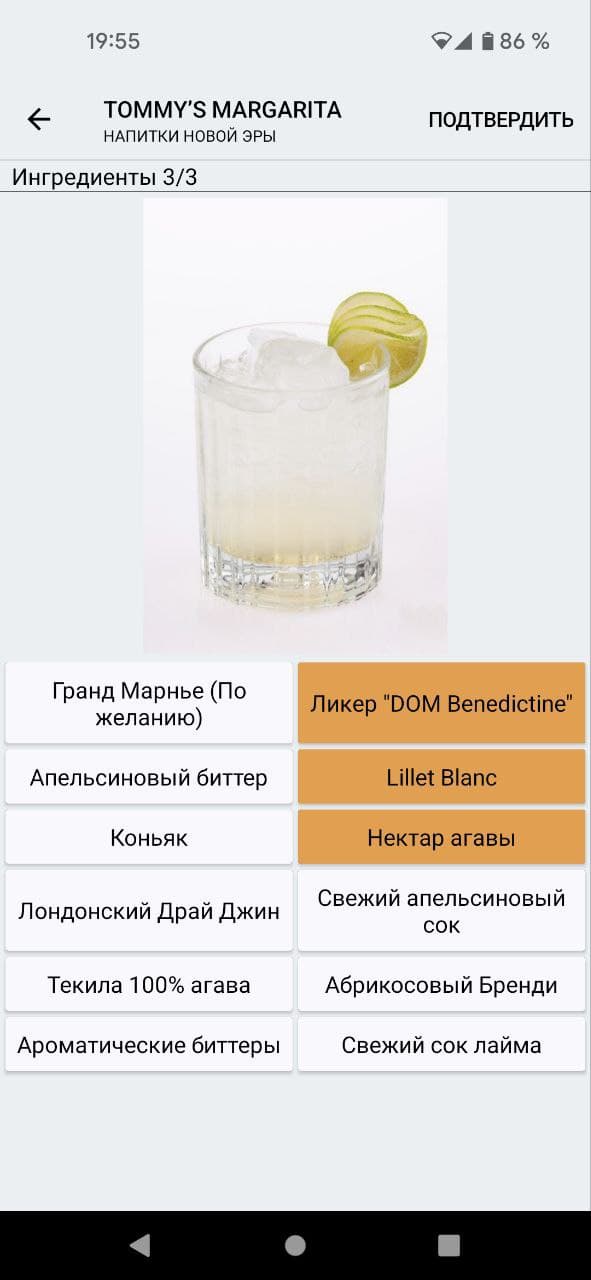 19:55
86 %
TOMMY’S MARGARITA
НАПИТКИ НОВОЙ ЭРЫ
ПОДТВЕРДИТЬ
Ингредиенты 3/3
Гранд Марнье (По
желанию)
Ликер "DOM Benedictine"
Апельсиновый биттер
Lillet Blanc
Коньяк
Нектар агавы
Лондонский Драй Джин
Свежий апельсиновый
сок
Текила 100% агава
Абрикосовый Бренди
Ароматические биттеры
Свежий сок лайма